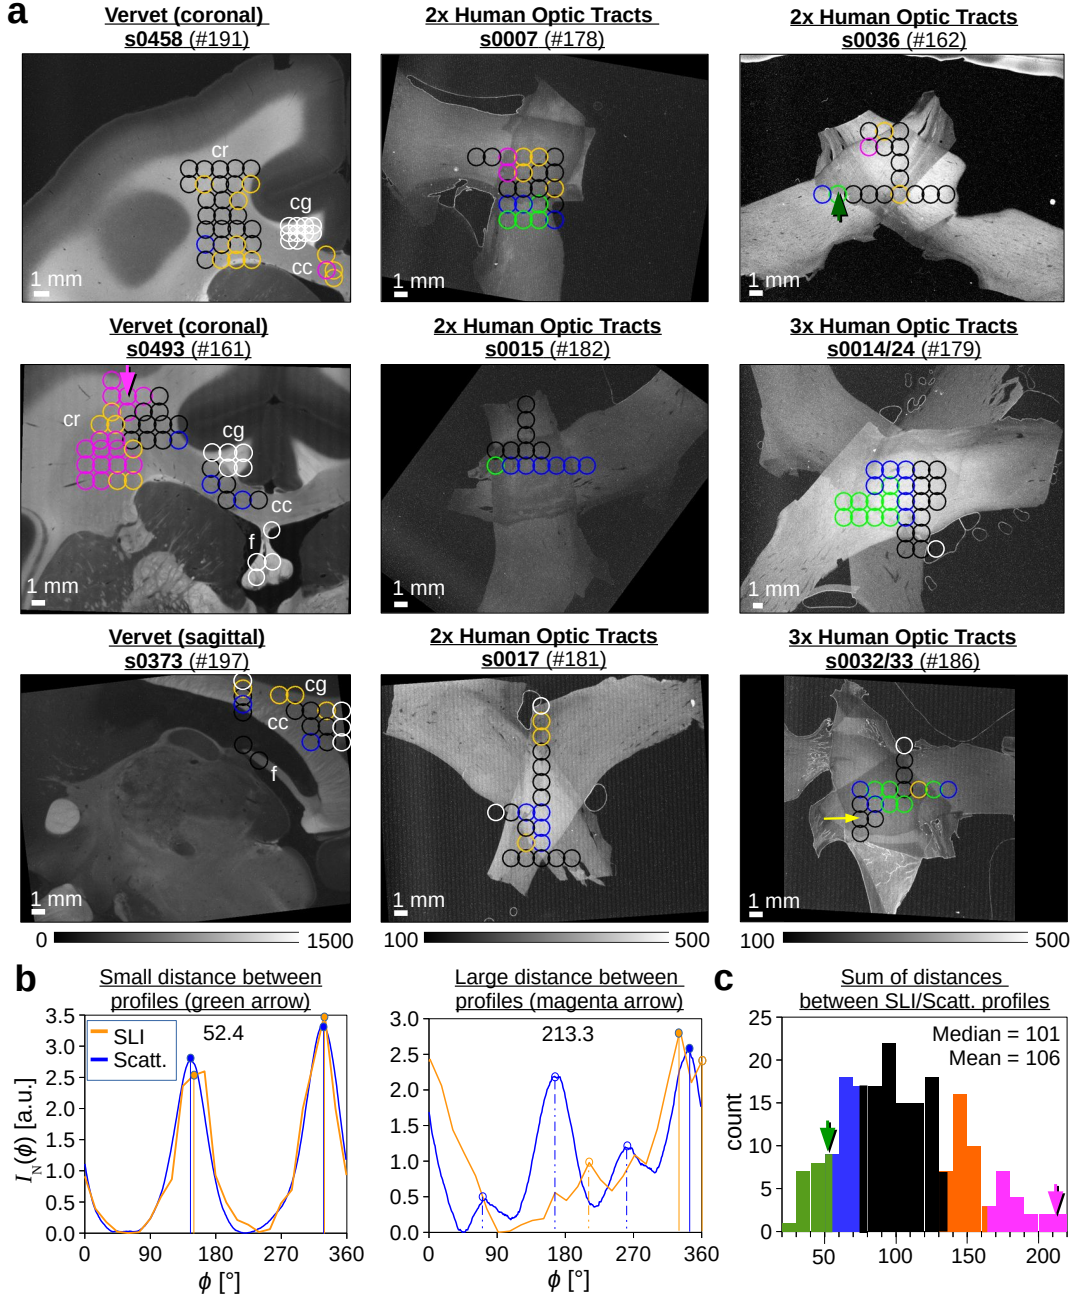 a
Vervet (coronal)
s0458 (#191)
cr
cg
cc
1 mm
2x Human Optic Tracts
s0007 (#178)
1 mm
2x Human Optic Tracts
s0036 (#162)
1 mm
Vervet (coronal)
s0493 (#161)
cr
cg
cc
f
1 mm
2x Human Optic Tracts
s0015 (#182)
1 mm
3x Human Optic Tracts
s0014/24 (#179)
1 mm
Vervet (sagittal)
s0373 (#197)
cg
cc
f
1 mm
2x Human Optic Tracts
s0017 (#181)
1 mm
3x Human Optic Tracts
s0032/33 (#186)
1 mm
0 1500
100 500
100 500
b
Small distance between
profiles (green arrow)
52.4
SLI
Scatt.
3.5
3.0
2.5
2.0
1.5
1.0
0.5
0.0
I_N(ϕ) [a.u.]
0 90 180 270 360
ϕ [°]
Large distance between
profiles (magenta arrow)
213.3
3.0
2.5
2.0
1.5
1.0
0.5
0.0
0 90 180 270 360
ϕ [°]
c
Sum of distances
between SLI/Scatt. profiles
Median = 101
Mean = 106
25
20
15
10
5
0
count
50 100 150 200